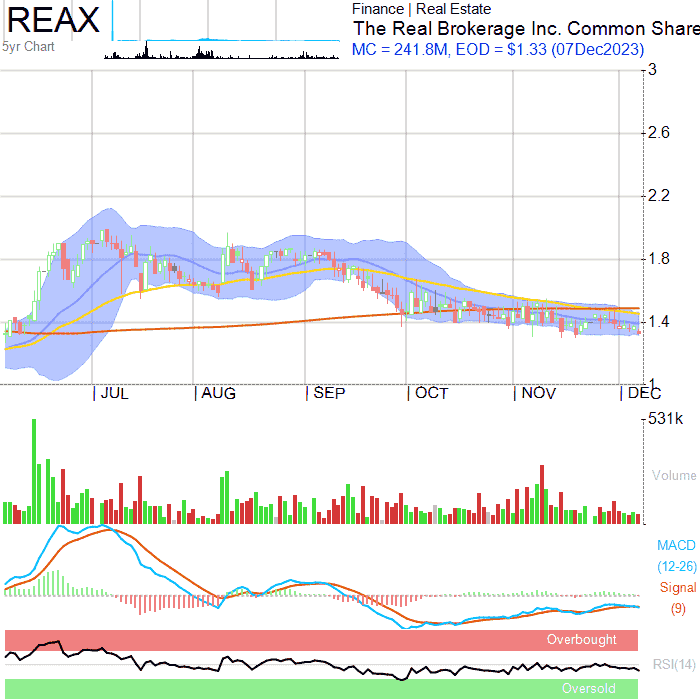 REAX
5yr Chart
Finance | Real Estate
The Real Brokerage Inc. Common Share
MC = 241.8M, EOD = $1.33 (07Dec2023)
3
2.6
2.2
1.8
1.4
1
JUL AUG SEP OCT NOV DEC
531k
Volume
MACD
(12-26)
Signal
(9)
Overbought
RSI(14)
Oversold